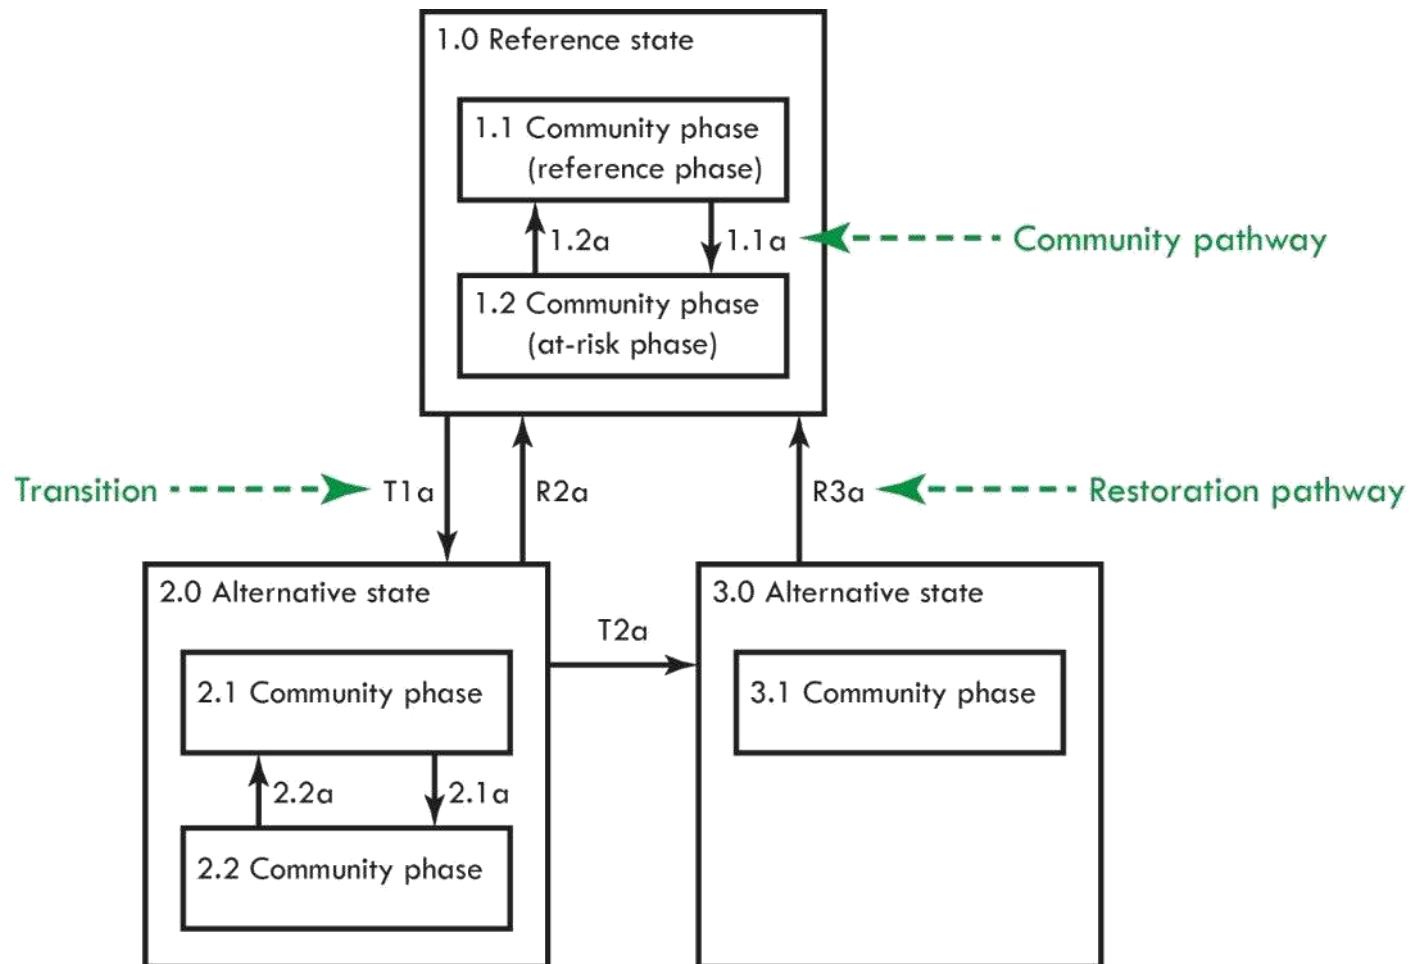 1.0 Reference state
1.1 Community phase
(reference phase)
1.2a
1.1a
Community pathway
1.2 Community phase
(at-risk phase)
Transition
T1a
R2a
R3a
Restoration pathway
2.0 Alternative state
3.0 Alternative state
T2a
2.1 Community phase
3.1 Community phase
2.2a
2.1a
2.2 Community phase